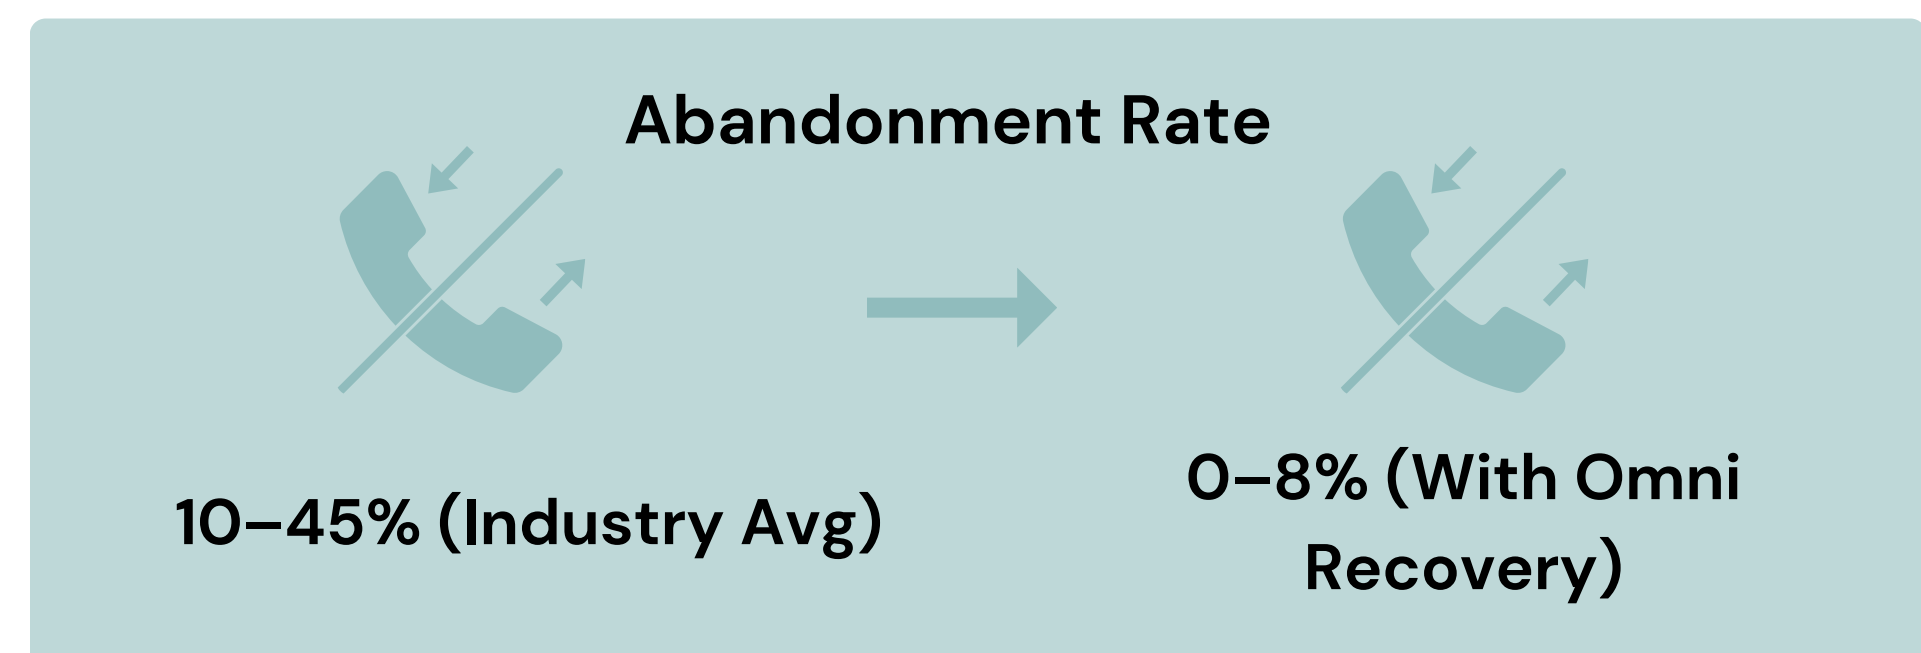 Abandonment Rate
10–45% (Industry Avg)
0–8% (With Omni
Recovery)